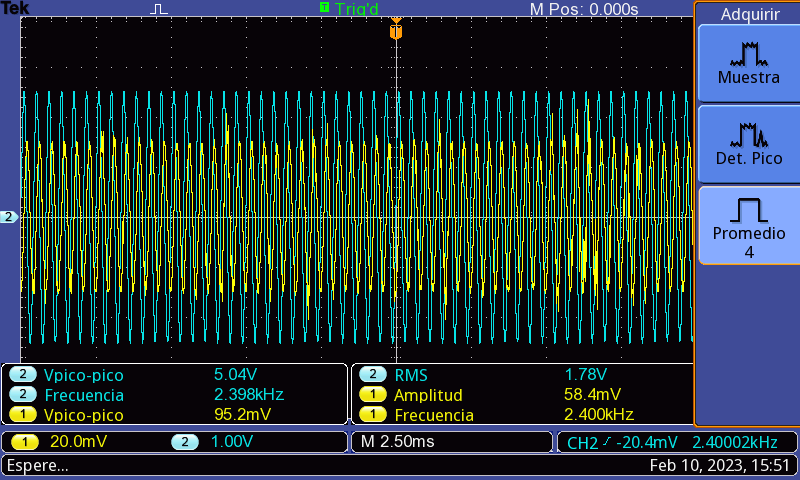 Tek T Trig'd M Pos: 0.000s
Adquirir
T
Muestra
Det. Pico
2
Promedio
4
2 Vpico-pico 5.04V
2 Frecuencia 2.398kHz
1 Vpico-pico 95.2mV
2 RMS 1.78V
1 Amplitud 58.4mV
1 Frecuencia 2.400kHz
1 20.0mV 2 1.00V M 2.50ms CH2 -20.4mV 2.40002kHz
Espere... Feb 10, 2023, 15:51